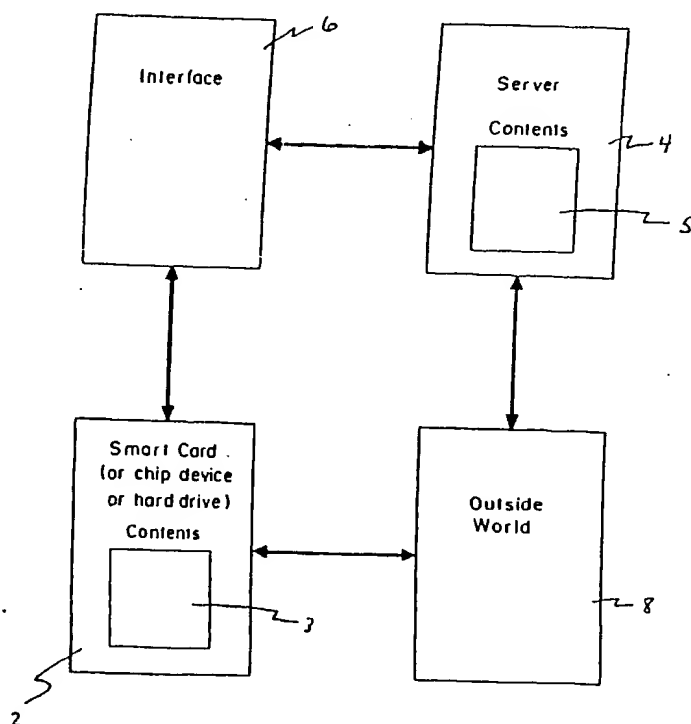 6
Interface
Server
Contents
4
5
Smart Card
(or chip device
or hard drive)
Contents
3
2
Outside
World
8